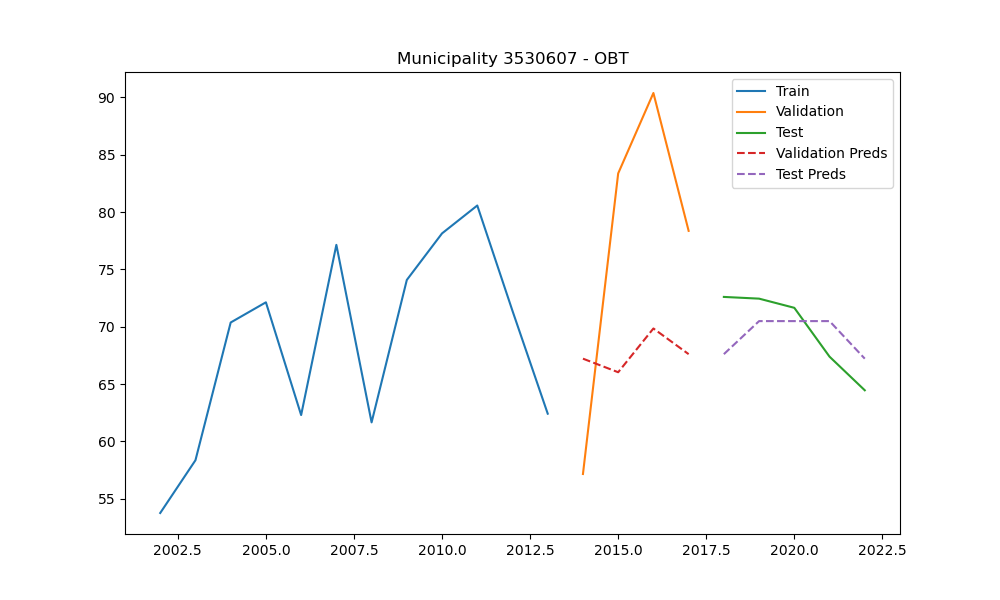 Municipality 3530607 - OBT
Train
Validation
Test
Validation Preds
Test Preds
90
85
80
75
70
65
60
55
2002.5 2005.0 2007.5 2010.0 2012.5 2015.0 2017.5 2020.0 2022.5